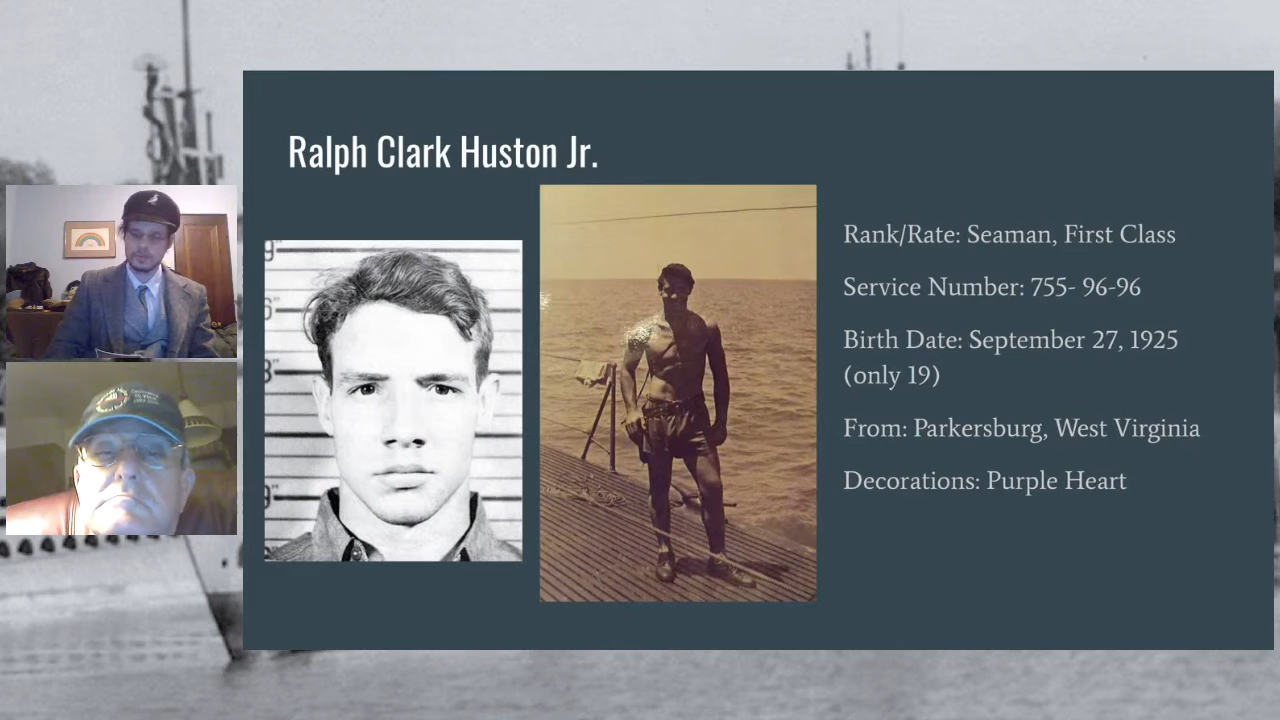 Ralph Clark Huston Jr.
Rank/Rate: Seaman, First Class
Service Number: 755- 96-96
Birth Date: September 27, 1925
(only 19)
From: Parkersburg, West Virginia
Decorations: Purple Heart